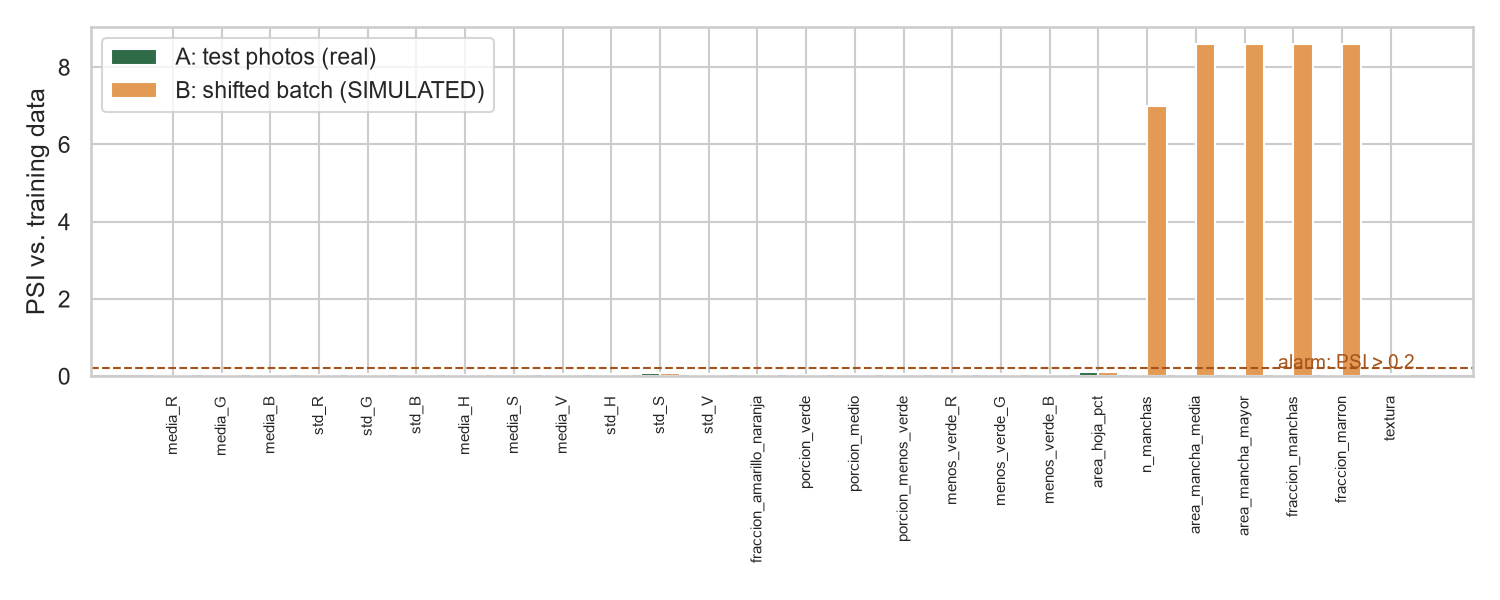 A: test photos (real)
B: shifted batch (SIMULATED)
PSI vs. training data
8
6
4
2
0
alarm: PSI > 0.2
media_R
media_G
media_B
std_R
std_G
std_B
media_H
media_S
media_V
std_H
std_S
std_V
fraccion_amarillo_naranja
porcion_verde
porcion_medio
porcion_menos_verde
menos_verde_R
menos_verde_G
menos_verde_B
area_hoja_pct
n_manchas
area_mancha_media
area_mancha_mayor
fraccion_manchas
fraccion_marron
textura